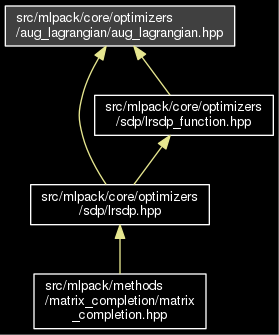 src/mlpack/core/optimizers
/aug_lagrangian/aug_lagrangian.hpp
src/mlpack/core/optimizers
/sdp/lrsdp_function.hpp
src/mlpack/core/optimizers
/sdp/lrsdp.hpp
src/mlpack/methods
/matrix_completion/matrix
_completion.hpp